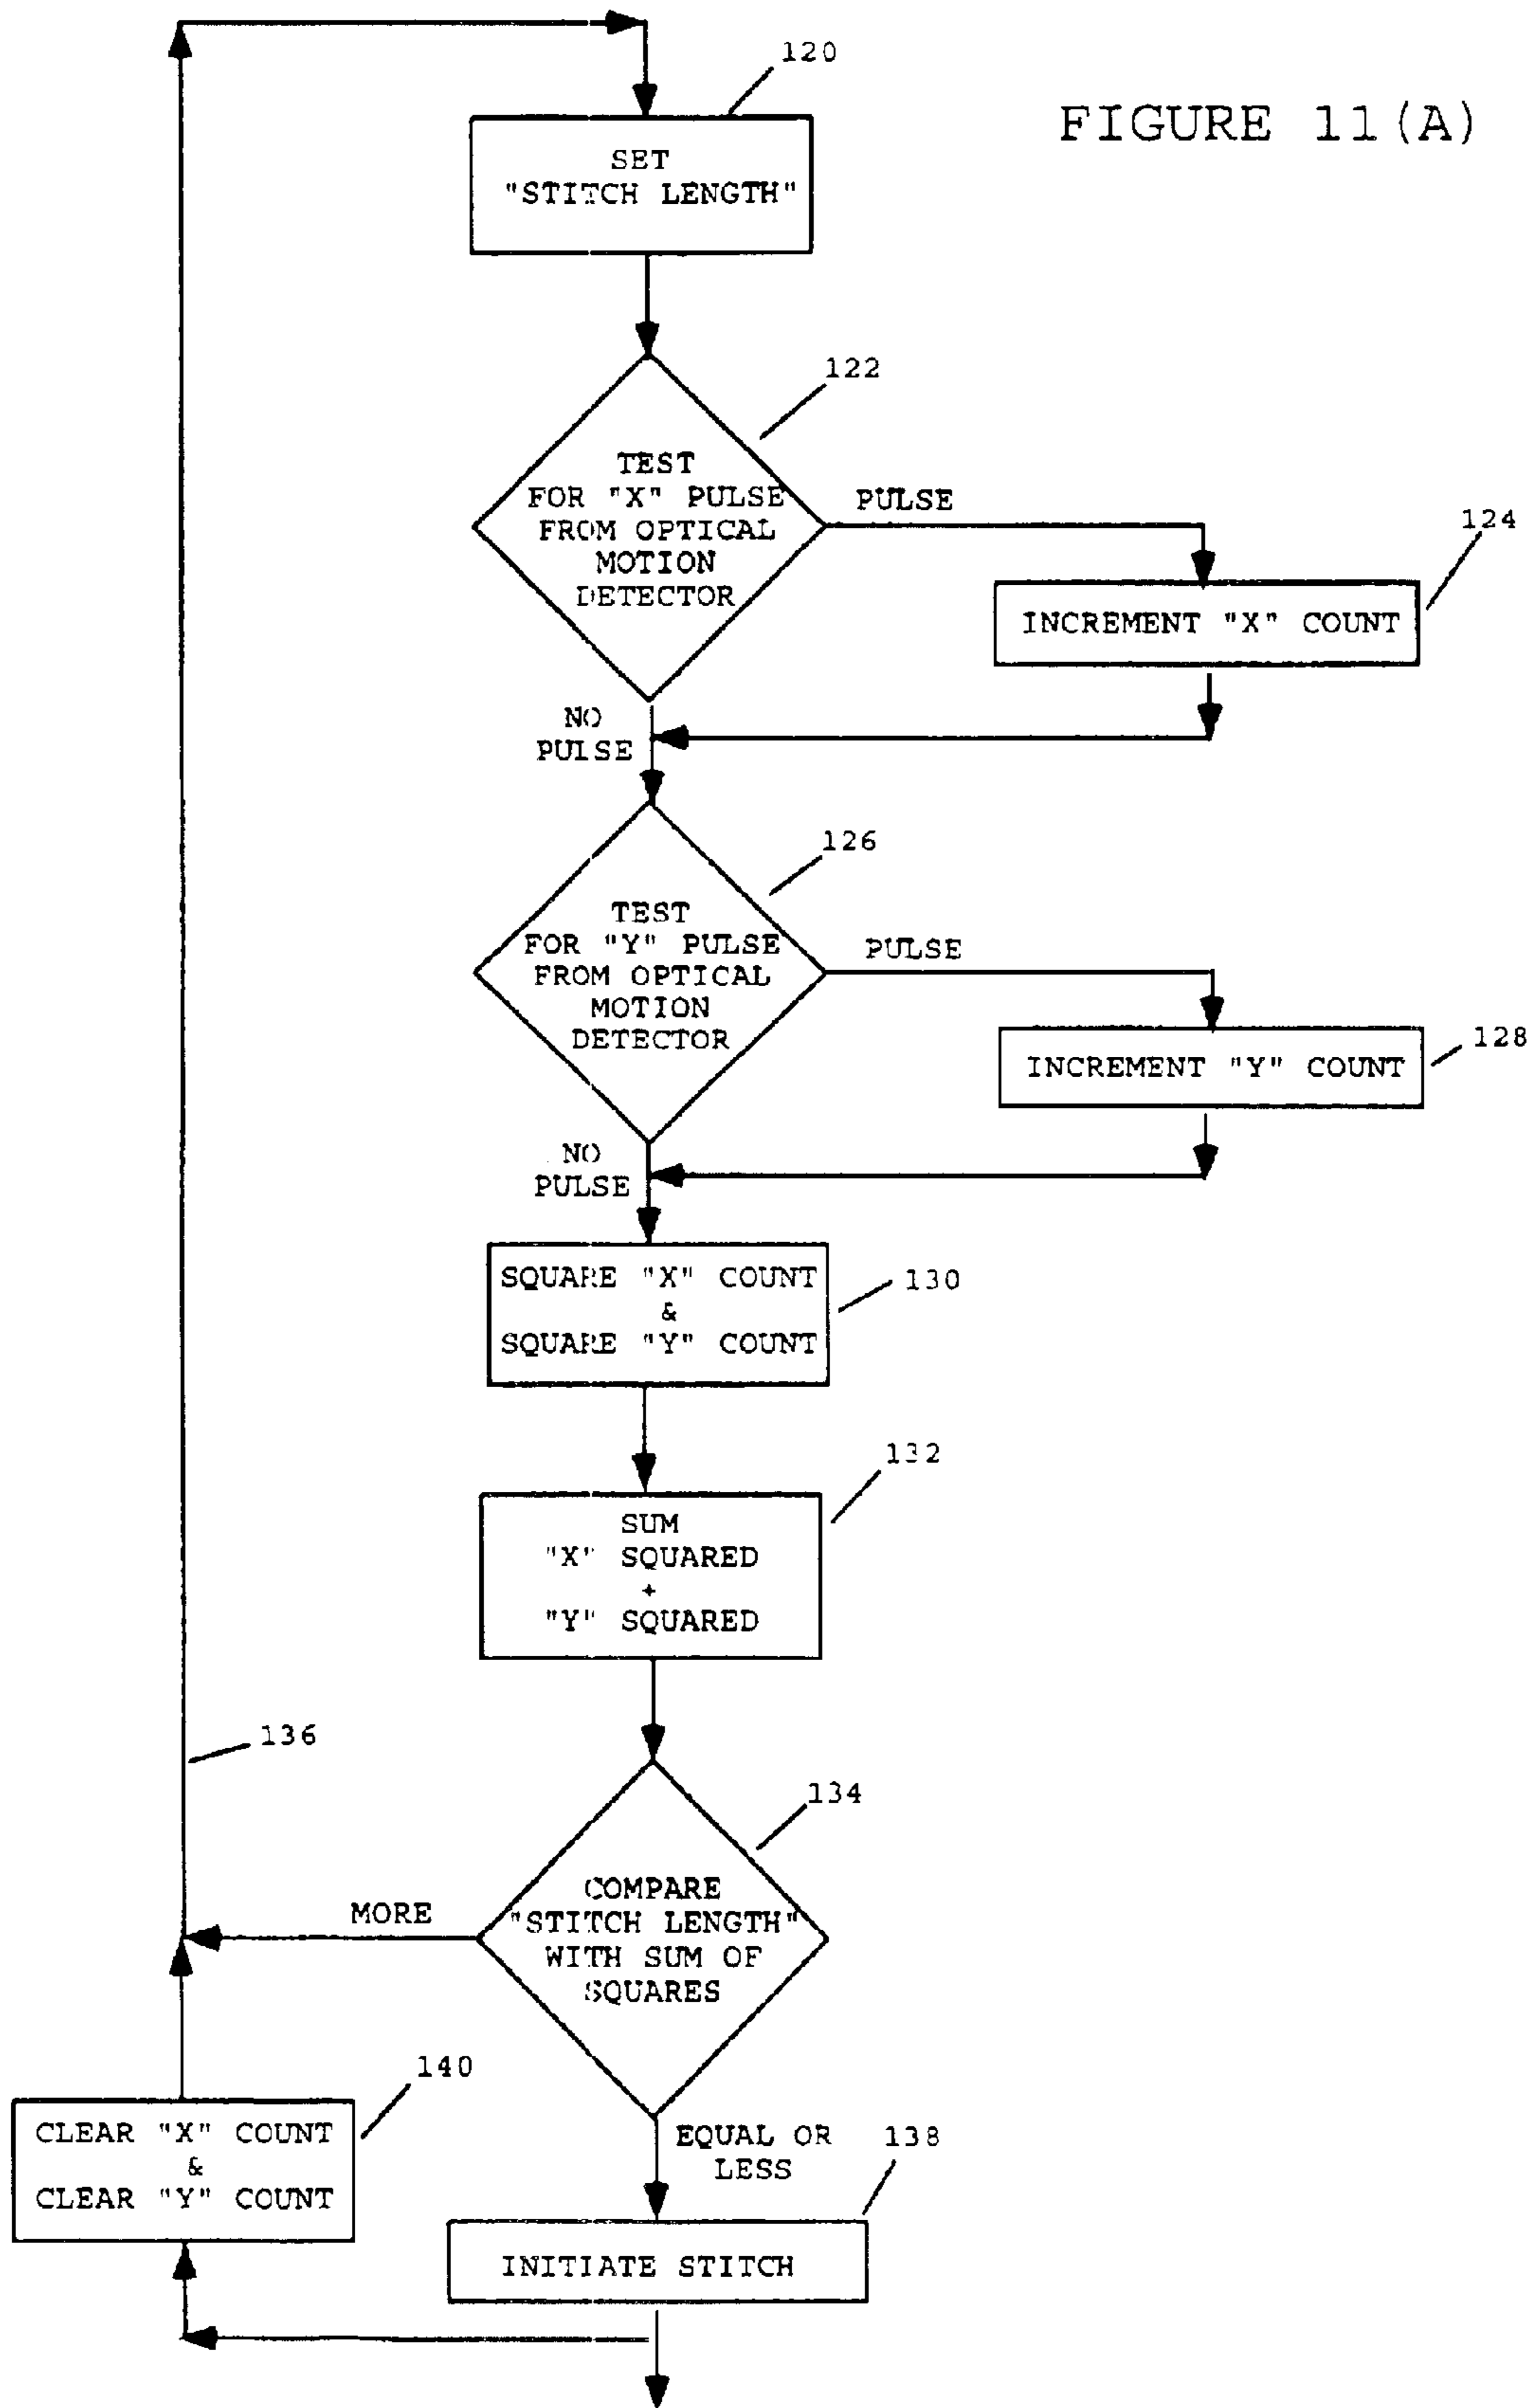 120
FIGURE 11(A)
SET
"STITCH LENGTH"
122
TEST
FOR "X" PULSE
FROM OPTICAL
MOTION
DETECTOR
PULSE
124
INCREMENT "X" COUNT
NO
PULSE
126
TEST
FOR "Y" PULSE
FROM OPTICAL
MOTION
DETECTOR
PULSE
128
INCREMENT "Y" COUNT
NO
PULSE
SQUARE "X" COUNT
&
SQUARE "Y" COUNT
130
132
SUM
"X" SQUARED
+
"Y" SQUARED
136
134
COMPARE
"STITCH LENGTH"
WITH SUM OF
SQUARES
MORE
140
CLEAR "X" COUNT
&
CLEAR "Y" COUNT
EQUAL OR
LESS
138
INITIATE STITCH